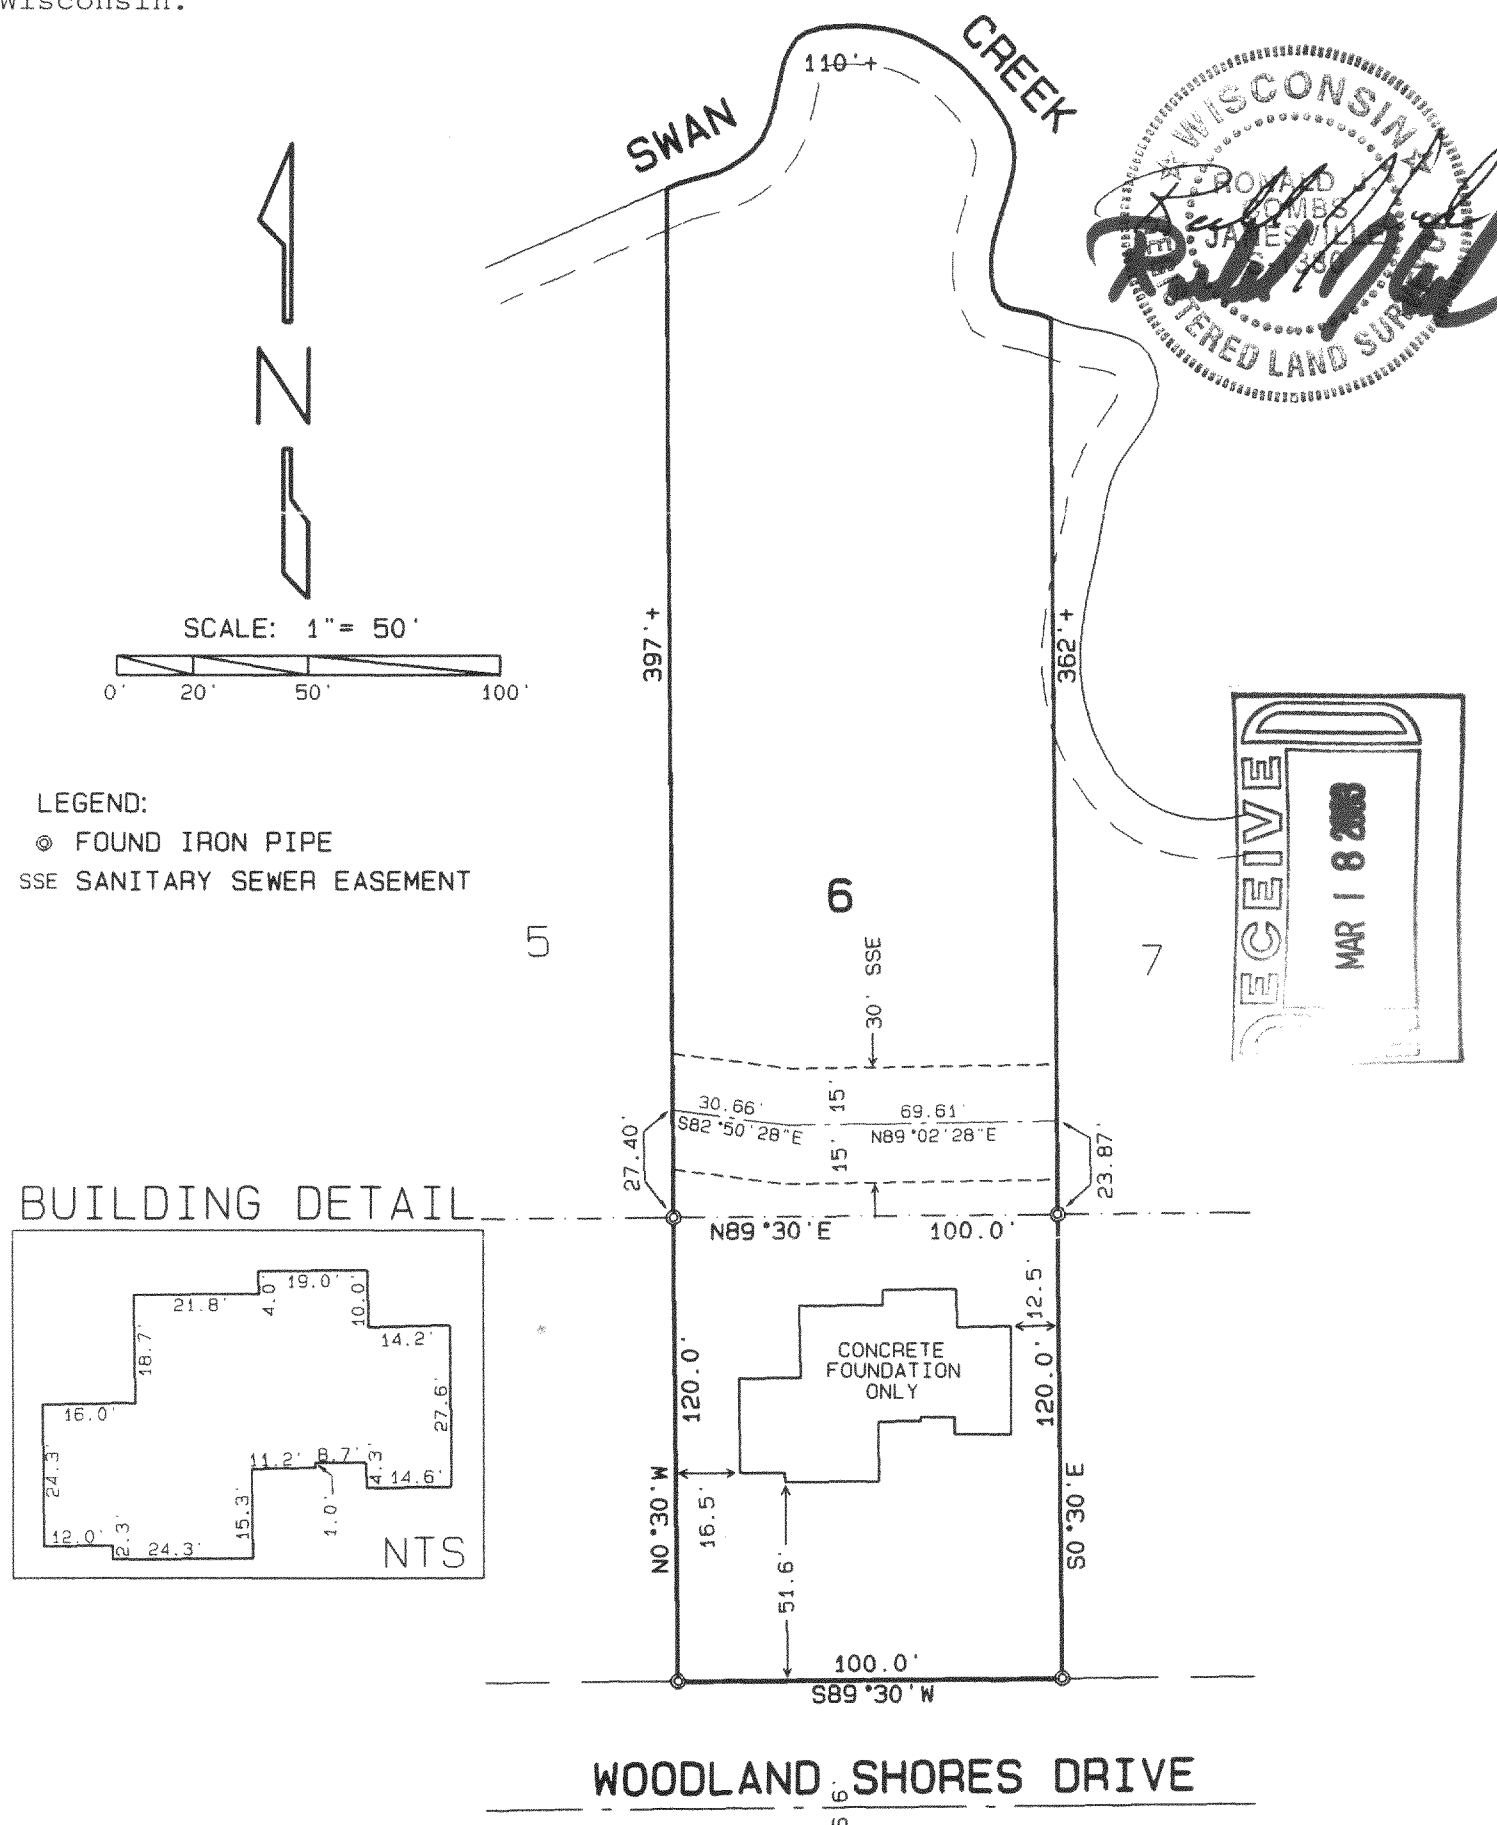 Wisconsin.
SWAN CREEK
110'+
WISCONSIN
RONALD J.
COMBS
JANESVILLE
REGISTERED LAND SURVEYOR
N
SCALE: 1"= 50'
0' 20' 50' 100'
LEGEND:
FOUND IRON PIPE
SSE SANITARY SEWER EASEMENT
397'+
362'+
5
6
7
ECEIVE
MAR 18
30' SSE
15'
15'
30.66'
S82°50'28"E
69.61'
N89°02'28"E
27.40'
23.87'
N89°30'E 100.0'
BUILDING DETAIL
21.8'
4.0'
19.0'
10.0'
14.2'
18.7'
16.0'
27.6'
24.3'
11.2'
8.7'
4.3'
14.6'
15.3'
1.0'
12.0'
2.3'
24.3'
NTS
CONCRETE
FOUNDATION
ONLY
12.5'
120.0'
120.0'
N0°30'W
S0°30'E
16.5'
51.6'
100.0'
S89°30'W
WOODLAND SHORES DRIVE